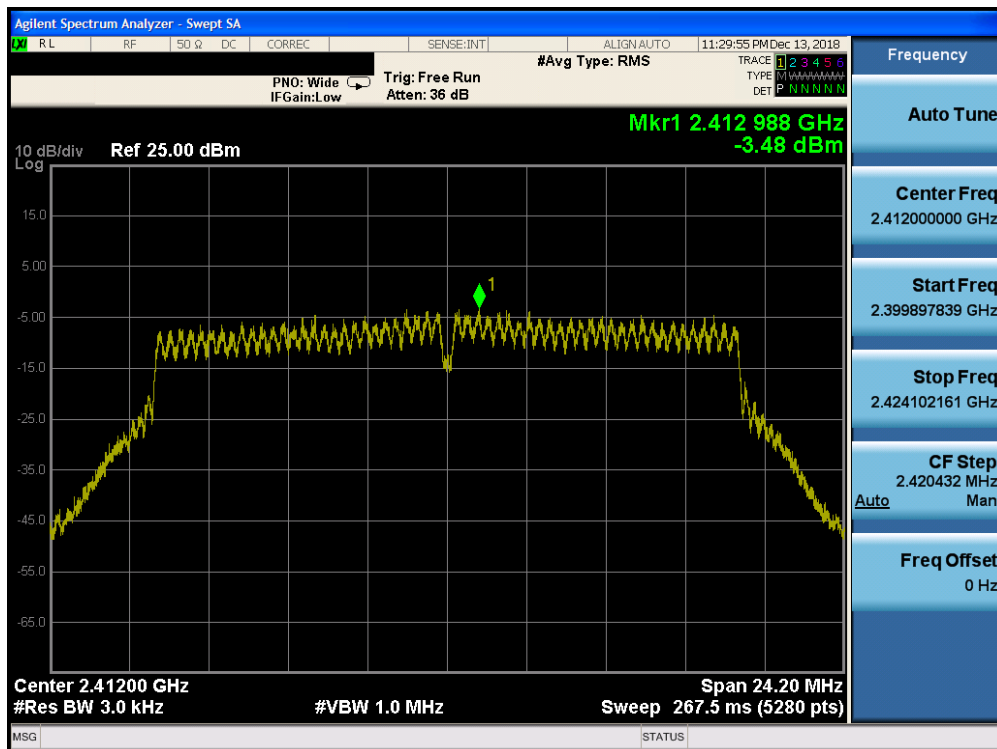 Agilent Spectrum Analyzer - Swept SA
LXI RL RF 50 Ω DC CORREC SENSE:INT ALIGN AUTO 11:29:55 PM Dec 13, 2018
#Avg Type: RMS TRACE 1 2 3 4 5 6
PNO: Wide Trig: Free Run TYPE M
IFGain:Low Atten: 36 dB DET P N N N N N
Mkr1 2.412 988 GHz
-3.48 dBm
10 dB/div Ref 25.00 dBm
Log
15.0
5.00
1
-5.00
-15.0
-25.0
-35.0
-45.0
-55.0
-65.0
Center 2.41200 GHz Span 24.20 MHz
#Res BW 3.0 kHz #VBW 1.0 MHz Sweep 267.5 ms (5280 pts)
MSG STATUS
Frequency
Auto Tune
Center Freq
2.412000000 GHz
Start Freq
2.399897839 GHz
Stop Freq
2.424102161 GHz
CF Step
2.420432 MHz
Auto Man
Freq Offset
0 Hz